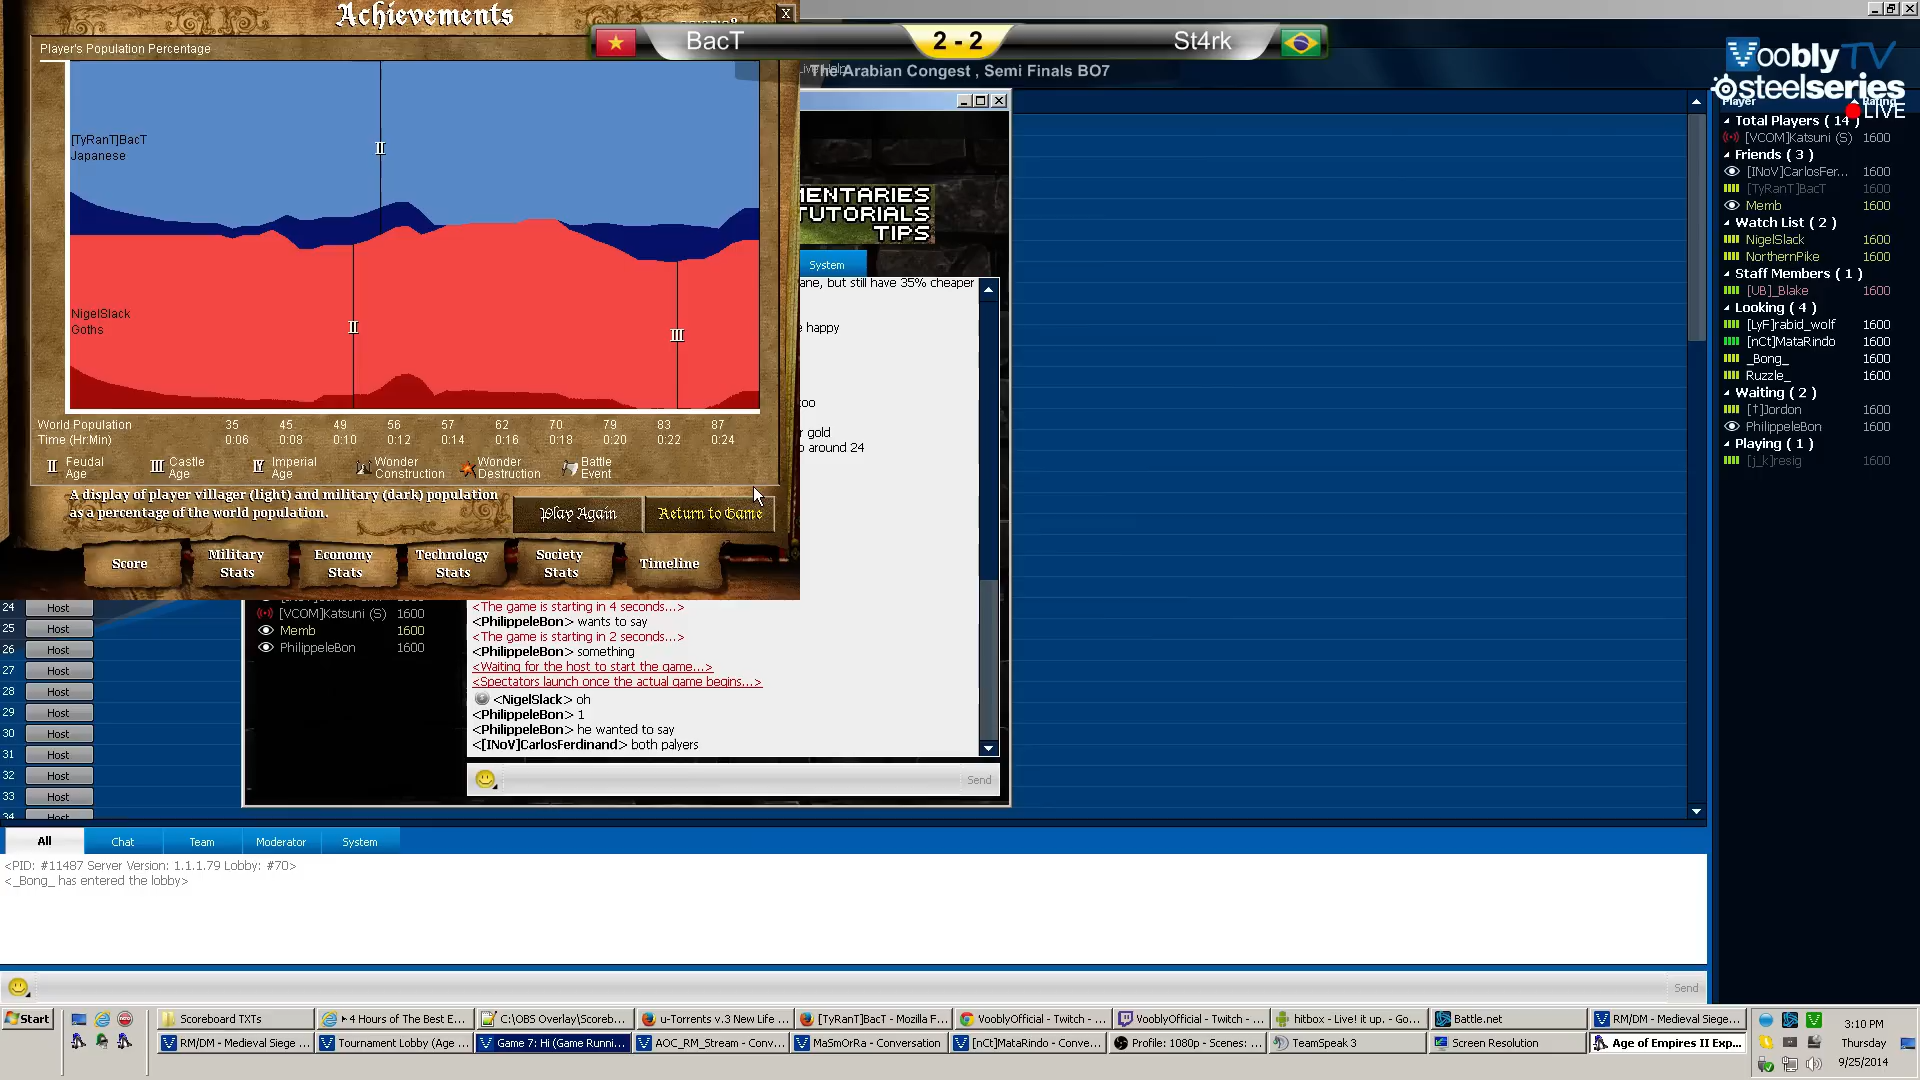 Achievements
X
Player's Population Percentage
[TyRanT]BacT
Japanese
II
NigelSlack
Goths
II
III
World Population 35 45 49 56 57 62 70 79 83 87
Time (Hr:Min) 0:06 0:08 0:10 0:12 0:14 0:16 0:18 0:20 0:22 0:24
II Feudal Age
III Castle Age
IV Imperial Age
Wonder Construction
Wonder Destruction
Battle Event
A display of player villager (light) and military (dark) population
as a percentage of the world population.
Play Again
Return to Game
Score
Military Stats
Economy Stats
Technology Stats
Society Stats
Timeline
BacT 2 - 2 St4rk
The Arabian Congest , Semi Finals BO7
VooblyTV
steelseries
LIVE
MENTARIES
TUTORIALS
TIPS
System
ane, but still have 35% cheaper
e happy
too
r gold
o around 24
Player Rating
Total Players ( 14 )
[VCOM]Katsuni (S) 1600
Friends ( 3 )
[INoV]CarlosFer... 1600
[TyRanT]BacT 1600
Memb 1600
Watch List ( 2 )
NigelSlack 1600
NorthernPike 1600
Staff Members ( 1 )
[UB]_Blake 1600
Looking ( 4 )
[LyF]rabid_wolf 1600
[nCt]MataRindo 1600
_Bong_ 1600
Ruzzle_ 1600
Waiting ( 2 )
[†]Jordon 1600
PhilippeleBon 1600
Playing ( 1 )
[j_k]resig 1600
24 Host
25 Host
26 Host
27 Host
28 Host
29 Host
30 Host
31 Host
32 Host
33 Host
34 Host
[VCOM]Katsuni (S) 1600
Memb 1600
PhilippeleBon 1600
<The game is starting in 4 seconds...>
<PhilippeleBon> wants to say
<The game is starting in 2 seconds...>
<PhilippeleBon> something
<Waiting for the host to start the game...>
<Spectators launch once the actual game begins...>
<NigelSlack> oh
<PhilippeleBon> 1
<PhilippeleBon> he wanted to say
<[INoV]CarlosFerdinand> both palyers
Send
All Chat Team Moderator System
<PID: #11487 Server Version: 1.1.1.79 Lobby: #70>
<_Bong_ has entered the lobby>
Send
Start
Scoreboard TXTs
4 Hours of The Best E...
C:\OBS Overlay\Scoreb...
u-Torrents v.3 New Life ...
[TyRanT]BacT - Mozilla F...
VooblyOfficial - Twitch - ...
VooblyOfficial - Twitch - ...
hitbox - Live! it up. - Go...
Battle.net
RM/DM - Medieval Siege...
RM/DM - Medieval Siege ...
Tournament Lobby (Age ...
Game 7: Hi (Game Runni...
AOC_RM_Stream - Conv...
MaSmOrRa - Conversation
[nCt]MataRindo - Conve...
Profile: 1080p - Scenes: ...
TeamSpeak 3
Screen Resolution
Age of Empires II Exp...
3:10 PM
Thursday
9/25/2014